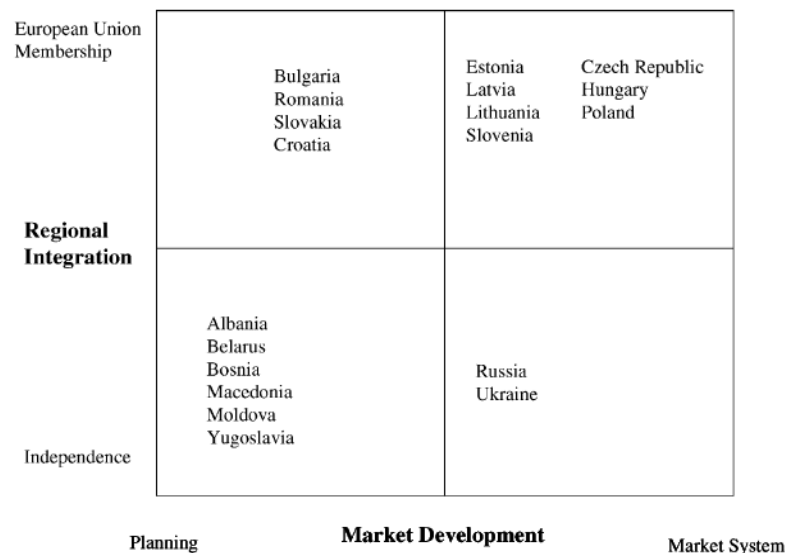 European Union
Membership
Bulgaria
Romania
Slovakia
Croatia
Estonia
Latvia
Lithuania
Slovenia
Czech Republic
Hungary
Poland
Regional
Integration
Albania
Belarus
Bosnia
Macedonia
Moldova
Yugoslavia
Russia
Ukraine
Independence
Planning
Market Development
Market System